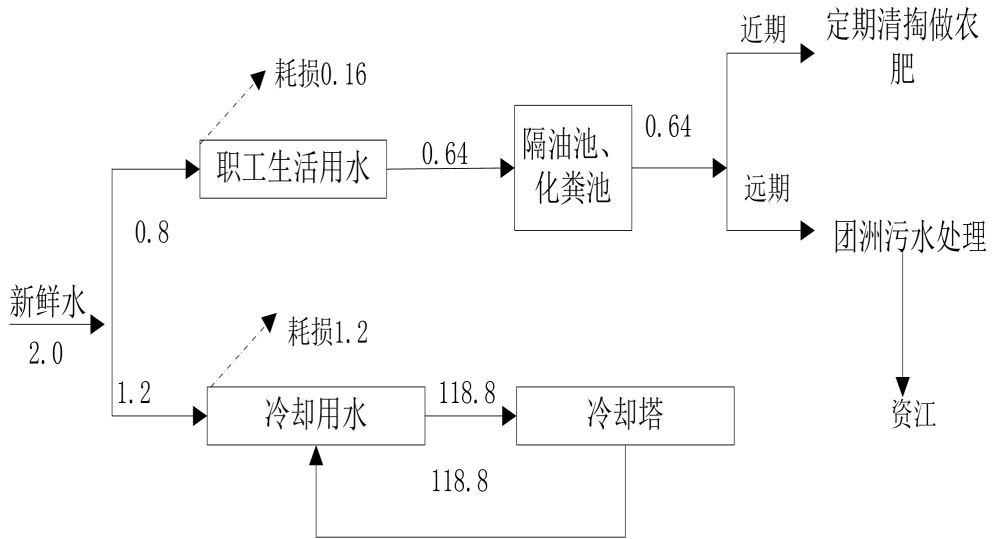 近期
定期清掏做农
肥
耗损0.16
职工生活用水
0.64
隔油池、
化粪池
0.64
远期
团洲污水处理
0.8
新鲜水
2.0
耗损1.2
1.2
冷却用水
118.8
冷却塔
118.8
资江